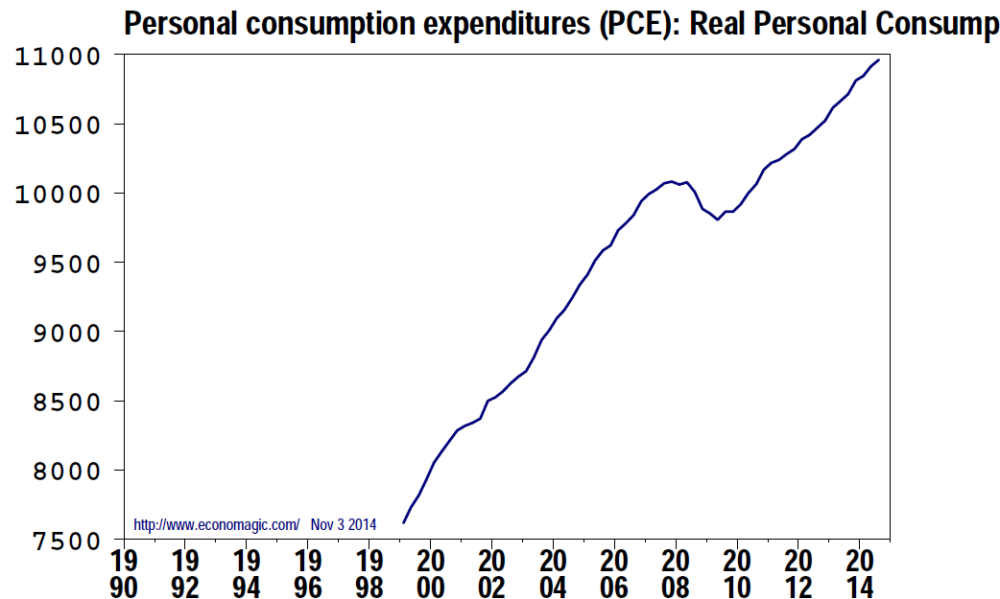 Personal consumption expenditures (PCE): Real Personal Consump
11000
10500
10000
9500
9000
8500
8000
7500
http://www.economagic.com/ Nov 3 2014
19 19 19 19 19 20 20 20 20 20 20 20 20
90 92 94 96 98 00 02 04 06 08 10 12 14